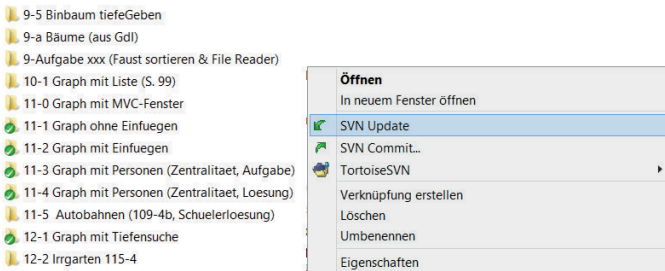 9-5 Binbaum tiefeGeben
9-a Bäume (aus GdI)
9-Aufgabe xxx (Faust sortieren & File Reader)
10-1 Graph mit Liste (S. 99)
11-0 Graph mit MVC-Fenster
11-1 Graph ohne Einfuegen
11-2 Graph mit Einfuegen
11-3 Graph mit Personen (Zentralitaet, Aufgabe)
11-4 Graph mit Personen (Zentralitaet, Loesung)
11-5 Autobahnen (109-4b, Schuelerloesung)
12-1 Graph mit Tiefensuche
12-2 Irrgarten 115-4
Öffnen
In neuem Fenster öffnen
SVN Update
SVN Commit...
TortoiseSVN
Verknüpfung erstellen
Löschen
Umbenennen
Eigenschaften